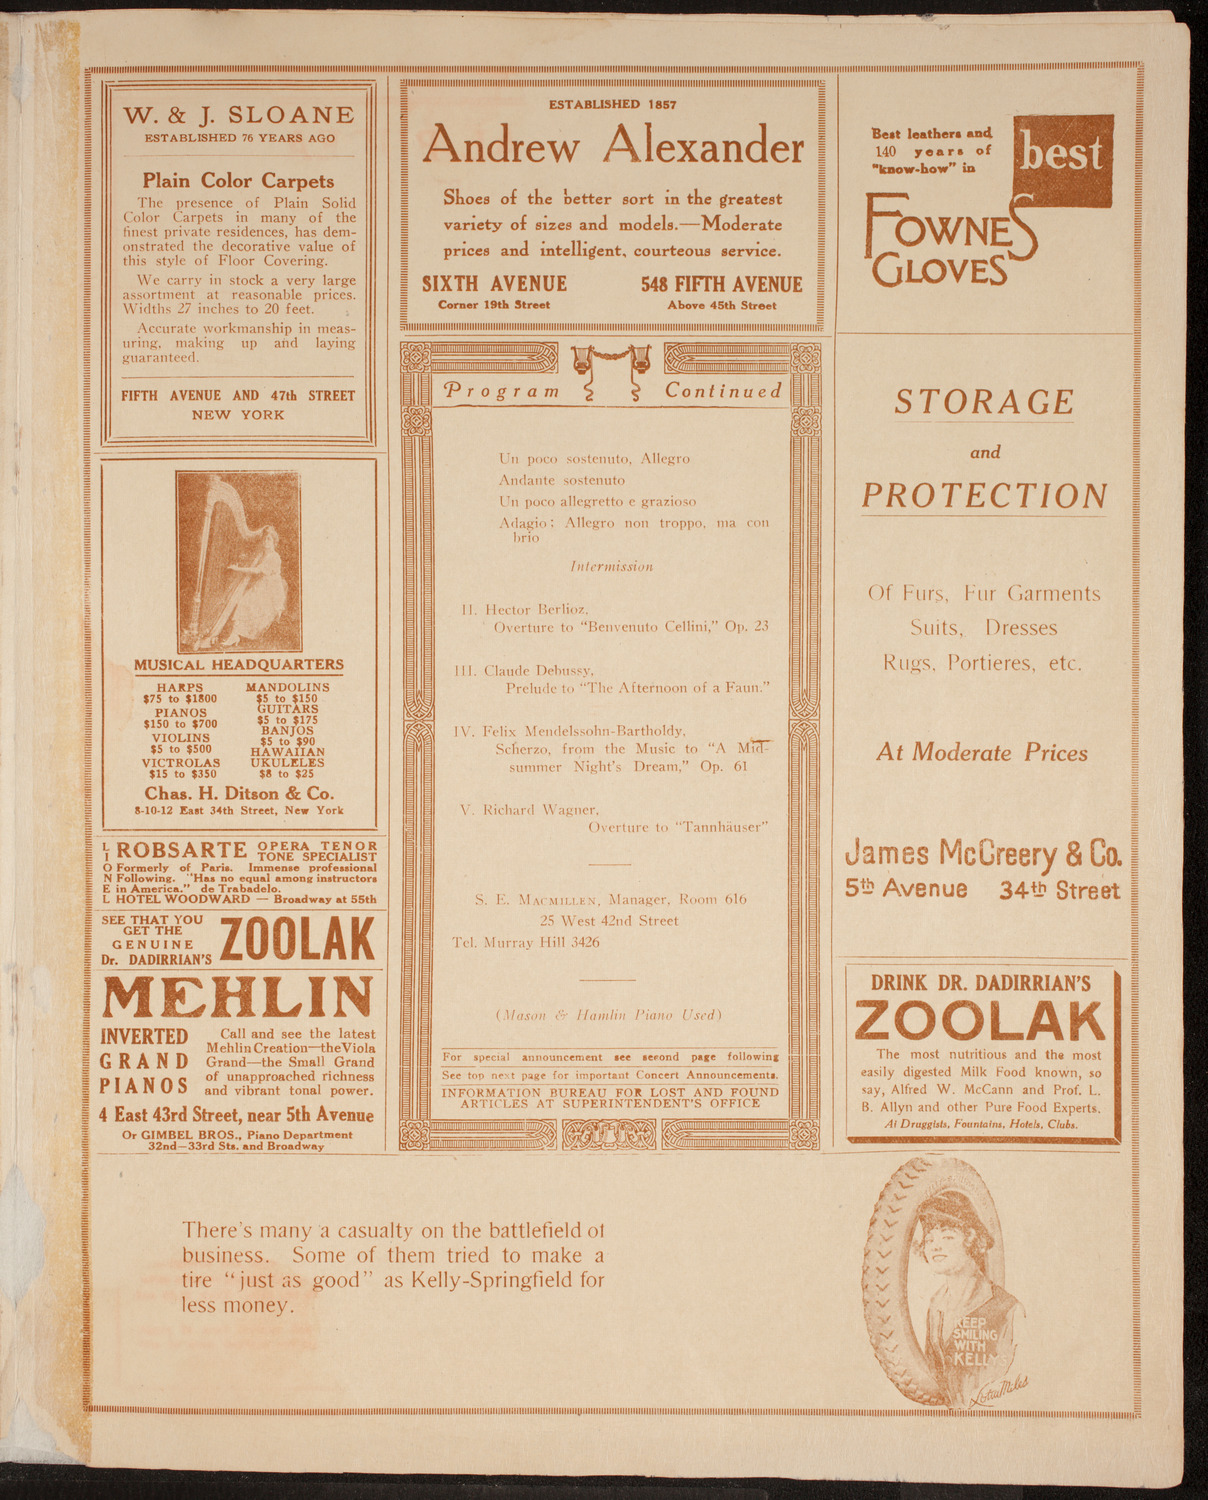 W. & J. SLOANE
ESTABLISHED 76 YEARS AGO
Plain Color Carpets
The presence of Plain Solid
Color Carpets in many of the
finest private residences, has dem-
onstrated the decorative value of
this style of Floor Covering.
We carry in stock a very large
assortment at reasonable prices.
Widths 27 inches to 20 feet.
Accurate workmanship in meas-
uring, making up and laying
guaranteed.
FIFTH AVENUE AND 47th STREET
NEW YORK
MUSICAL HEADQUARTERS
HARPS
$75 to $1800
PIANOS
$150 to $700
VIOLINS
$5 to $500
VICTROLAS
$15 to $350
MANDOLINS
$5 to $150
GUITARS
$5 to $175
BANJOS
$5 to $90
HAWAIIAN
UKULELES
$8 to $25
Chas. H. Ditson & Co.
8-10-12 East 34th Street, New York
LIONEL ROBSARTE OPERA TENOR
TONE SPECIALIST
Formerly of Paris. Immense professional
Following. "Has no equal among instructors
in America." de Trabadelo.
HOTEL WOODWARD — Broadway at 55th
SEE THAT YOU
GET THE
GENUINE
Dr. DADIRRIAN'S
ZOOLAK
MEHLIN
INVERTED
GRAND
PIANOS
Call and see the latest
Mehlin Creation—the Viola
Grand—the Small Grand
of unapproached richness
and vibrant tonal power.
4 East 43rd Street, near 5th Avenue
Or GIMBEL BROS., Piano Department
32nd—33rd Sts. and Broadway
ESTABLISHED 1857
Andrew Alexander
Shoes of the better sort in the greatest
variety of sizes and models.—Moderate
prices and intelligent, courteous service.
SIXTH AVENUE 548 FIFTH AVENUE
Corner 19th Street Above 45th Street
Program Continued
Un poco sostenuto, Allegro
Andante sostenuto
Un poco allegretto e grazioso
Adagio: Allegro non troppo, ma con
brio
Intermission
II. Hector Berlioz,
Overture to "Benvenuto Cellini," Op. 23
III. Claude Debussy,
Prelude to "The Afternoon of a Faun."
IV. Felix Mendelssohn-Bartholdy,
Scherzo, from the Music to "A Mid-
summer Night's Dream," Op. 61
V. Richard Wagner,
Overture to "Tannhäuser"
S. E. MACMILLEN, Manager, Room 616
25 West 42nd Street
Tel. Murray Hill 3426
(Mason & Hamlin Piano Used)
For special announcement see second page following
See top next page for important Concert Announcements.
INFORMATION BUREAU FOR LOST AND FOUND
ARTICLES AT SUPERINTENDENT'S OFFICE
Best leathers and
140 years of
"know-how" in
best
FOWNES
GLOVES
STORAGE
and
PROTECTION
Of Furs, Fur Garments
Suits, Dresses
Rugs, Portieres, etc.
At Moderate Prices
James McCreery & Co.
5th Avenue 34th Street
DRINK DR. DADIRRIAN'S
ZOOLAK
The most nutritious and the most
easily digested Milk Food known, so
say, Alfred W. McCann and Prof. L.
B. Allyn and other Pure Food Experts.
At Druggists, Fountains, Hotels, Clubs.
There's many a casualty on the battlefield of
business. Some of them tried to make a
tire "just as good" as Kelly-Springfield for
less money.
KEEP
SMILING
WITH
KELLYS
Lotta Miles